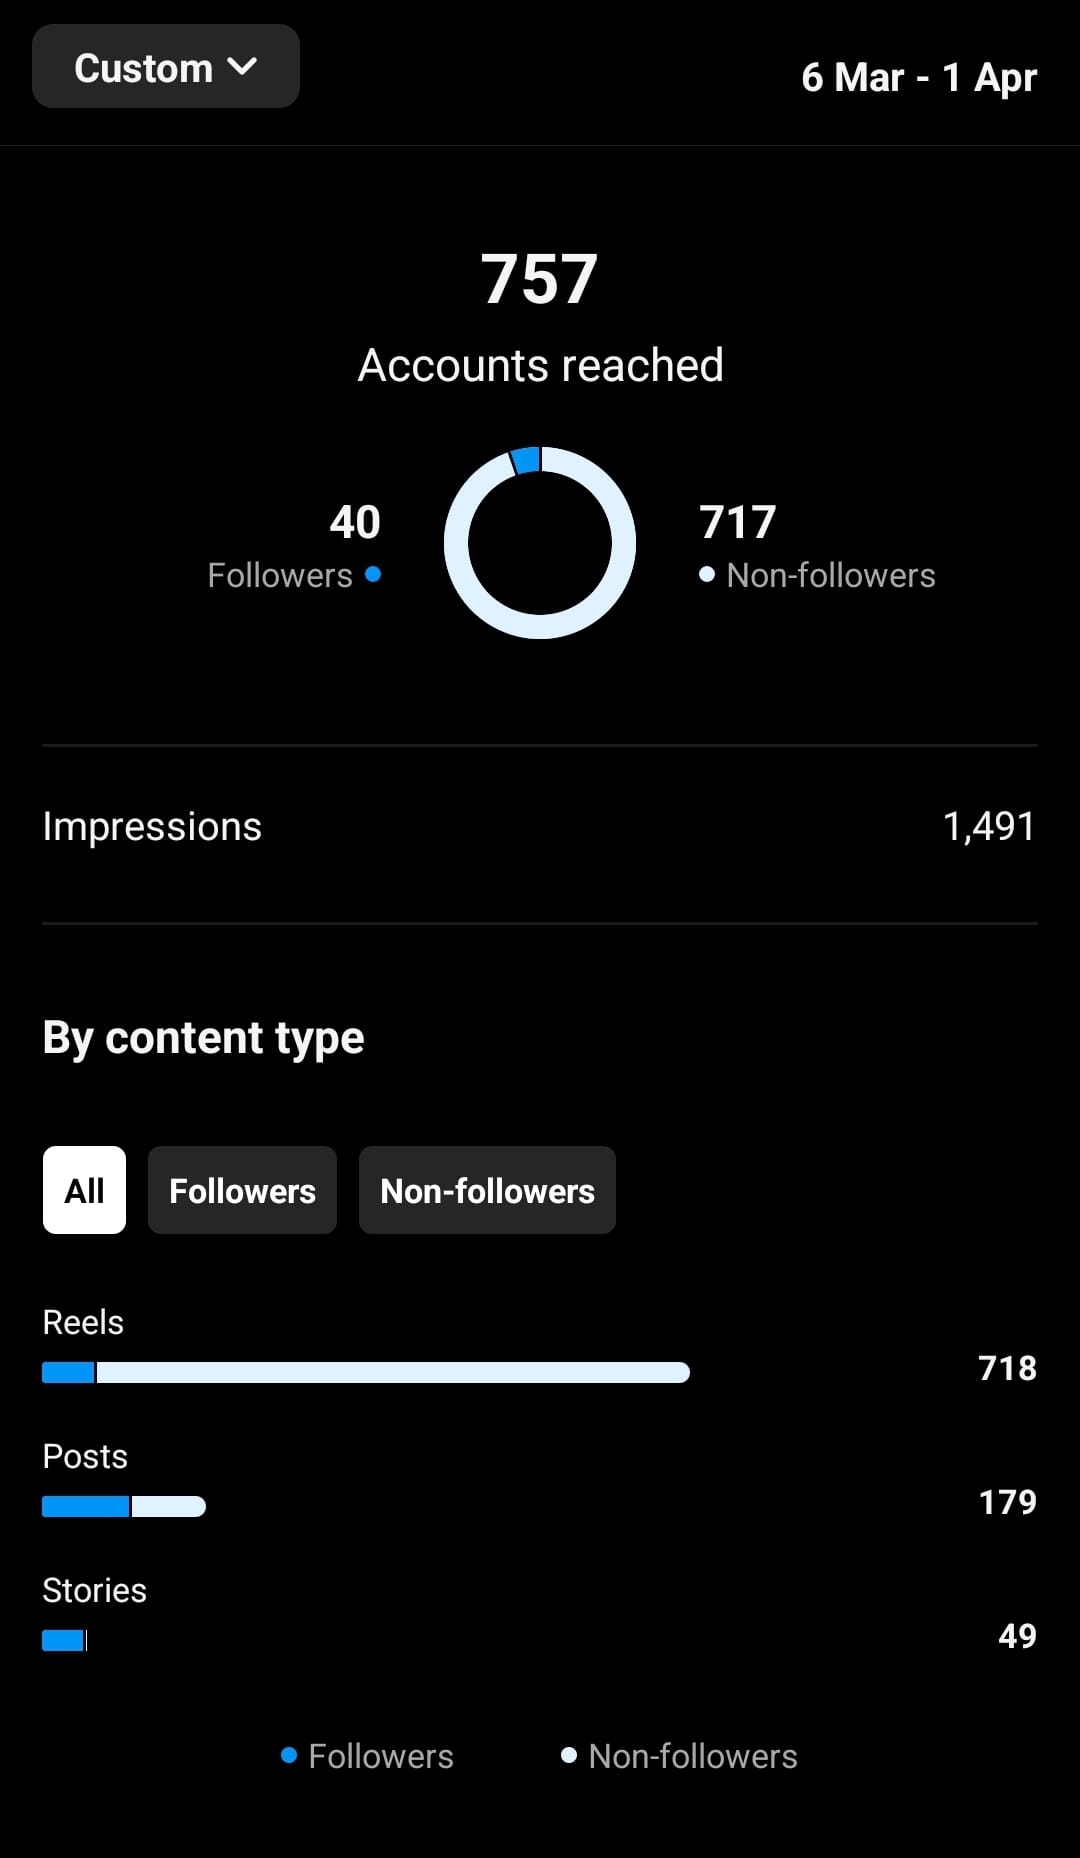 Custom
6 Mar - 1 Apr
757
Accounts reached
40
Followers
717
Non-followers
Impressions
1,491
By content type
All
Followers
Non-followers
Reels
718
Posts
179
Stories
49
Followers
Non-followers